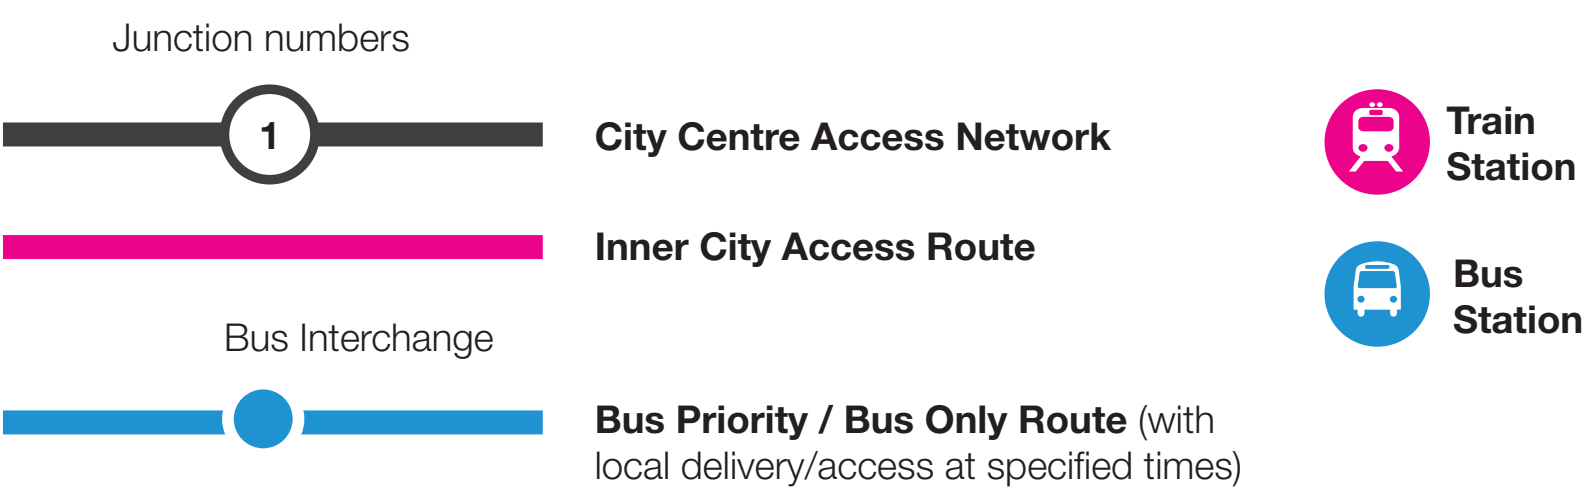 Junction numbers
1
City Centre Access Network
Inner City Access Route
Bus Interchange
Bus Priority / Bus Only Route (with
local delivery/access at specified times)
Train
Station
Bus
Station